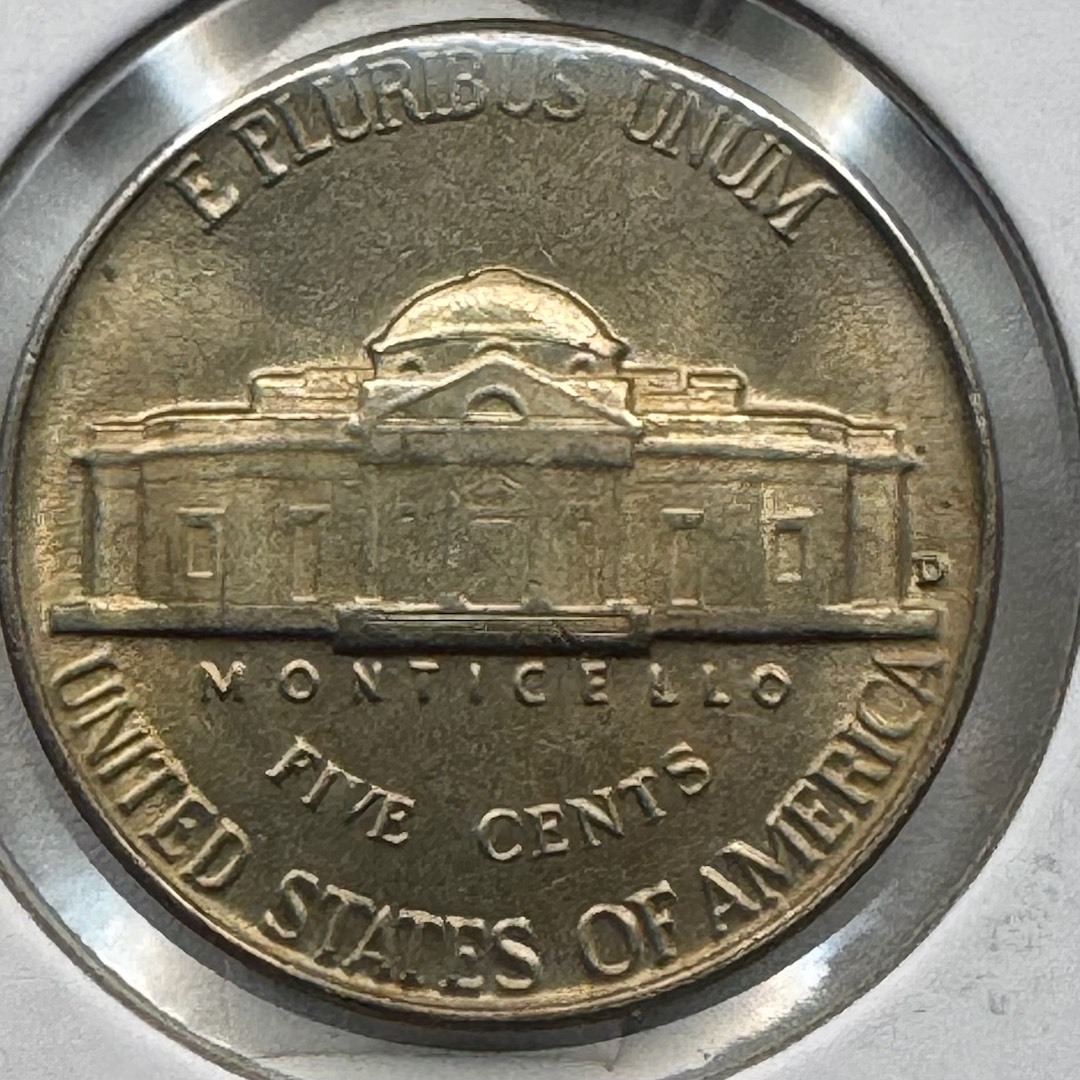 E PLURIBUS UNUM
D
MONTICELLO
FIVE CENTS
UNITED STATES OF AMERICA